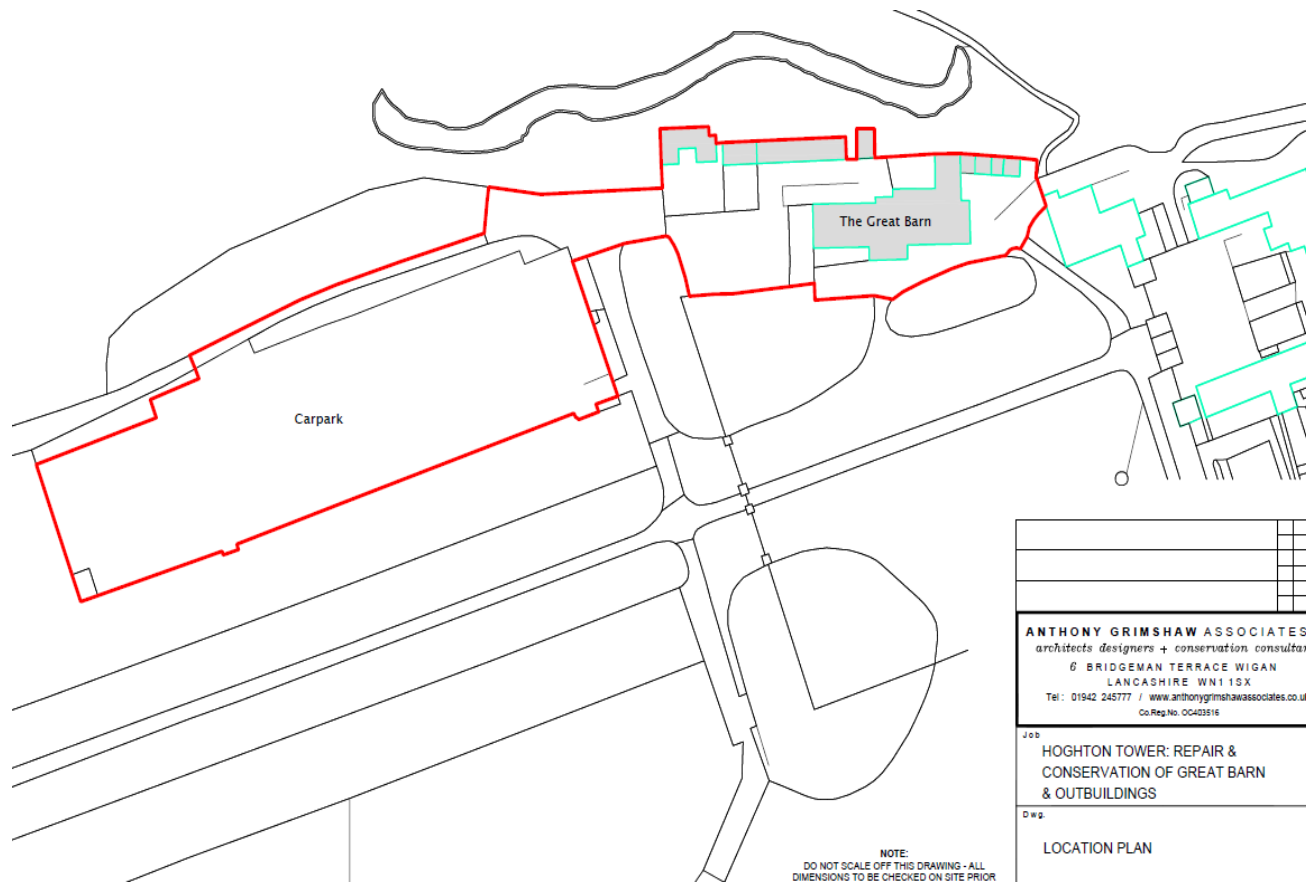 The Great Barn
Carpark
ANTHONY GRIMSHAW ASSOCIATES
architects designers + conservation consultan
6 BRIDGEMAN TERRACE WIGAN
LANCASHIRE WN1 1SX
Tel: 01942 245777 / www.anthonygrimshawassociates.co.u
Co.Reg.No. OC403516
Job
HOGHTON TOWER: REPAIR &
CONSERVATION OF GREAT BARN
& OUTBUILDINGS
Dwg.
LOCATION PLAN
NOTE:
DO NOT SCALE OFF THIS DRAWING - ALL
DIMENSIONS TO BE CHECKED ON SITE PRIOR